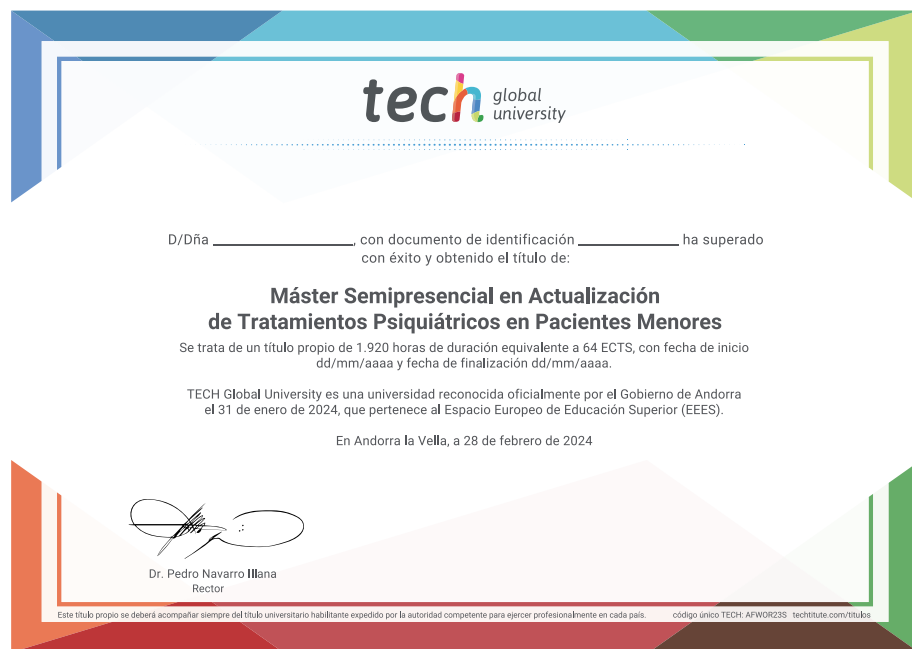 tech global university
D/Dña ______________, con documento de identificación __________ ha superado
con éxito y obtenido el título de:
Máster Semipresencial en Actualización
de Tratamientos Psiquiátricos en Pacientes Menores
Se trata de un título propio de 1.920 horas de duración equivalente a 64 ECTS, con fecha de inicio
dd/mm/aaaa y fecha de finalización dd/mm/aaaa.
TECH Global University es una universidad reconocida oficialmente por el Gobierno de Andorra
el 31 de enero de 2024, que pertenece al Espacio Europeo de Educación Superior (EEES).
En Andorra la Vella, a 28 de febrero de 2024
Dr. Pedro Navarro Illana
Rector
Este título propio se deberá acompañar siempre del título universitario habilitante expedido por la autoridad competente para ejercer profesionalmente en cada país. código único TECH: AFWOR23S techtitute.com/titulos